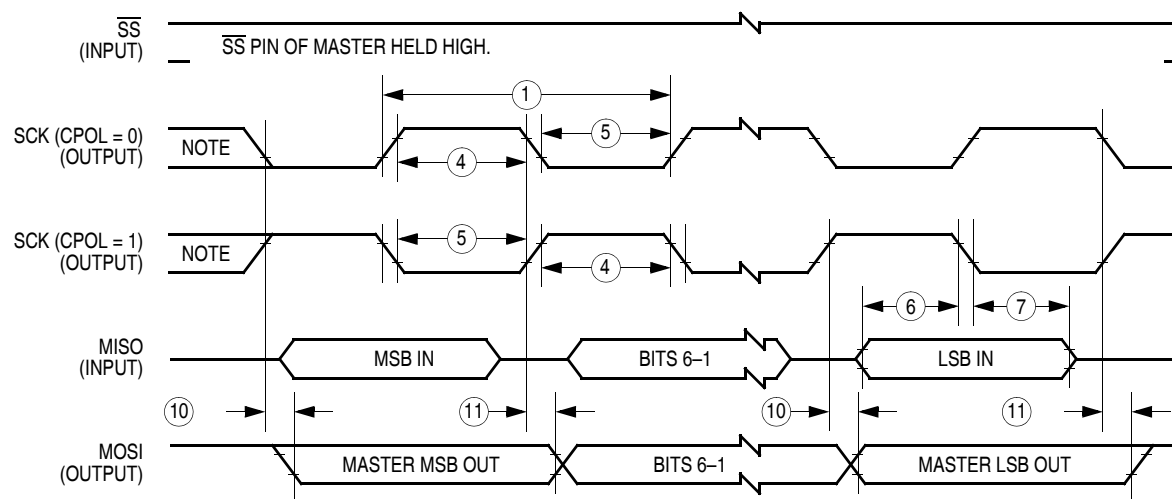 SS
(INPUT)
SS PIN OF MASTER HELD HIGH.
1
SCK (CPOL = 0)
(OUTPUT)
NOTE
5
4
SCK (CPOL = 1)
(OUTPUT)
NOTE
5
4
6
7
MISO
(INPUT)
MSB IN
BITS 6–1
LSB IN
10
11
10
11
MOSI
(OUTPUT)
MASTER MSB OUT
BITS 6–1
MASTER LSB OUT